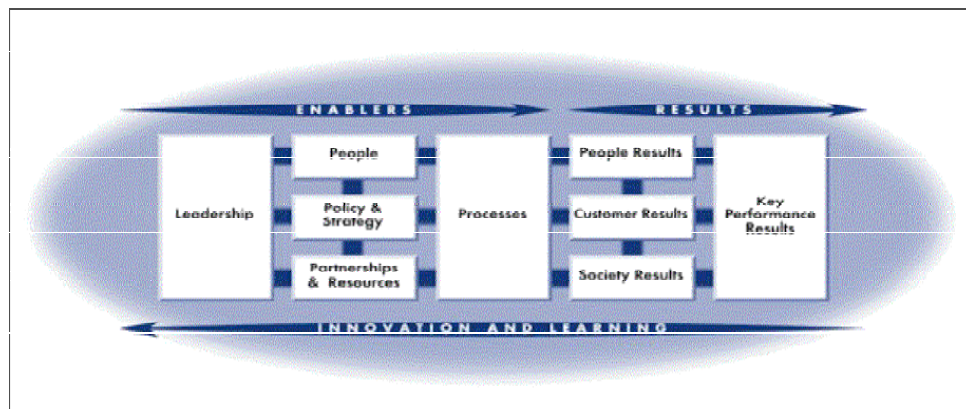 ENABLERS
RESULTS
Leadership
People
Policy &
Strategy
Partnerships
& Resources
Processes
People Results
Customer Results
Society Results
Key
Performance
Results
INNOVATION AND LEARNING